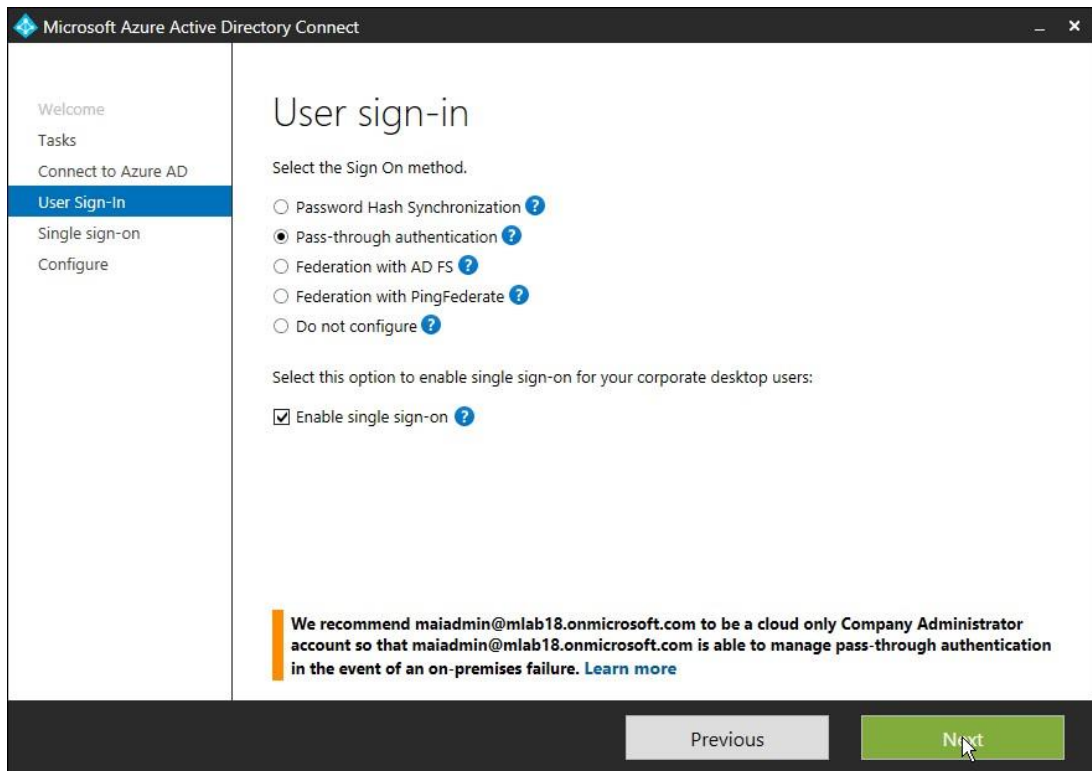 Microsoft Azure Active Directory Connect
Welcome
Tasks
Connect to Azure AD
User Sign-In
Single sign-on
Configure
User sign-in
Select the Sign On method.
Password Hash Synchronization ?
Pass-through authentication ?
Federation with AD FS ?
Federation with PingFederate ?
Do not configure ?
Select this option to enable single sign-on for your corporate desktop users:
Enable single sign-on ?
We recommend maiadmin@mlab18.onmicrosoft.com to be a cloud only Company Administrator
account so that maiadmin@mlab18.onmicrosoft.com is able to manage pass-through authentication
in the event of an on-premises failure. Learn more
Previous
Next